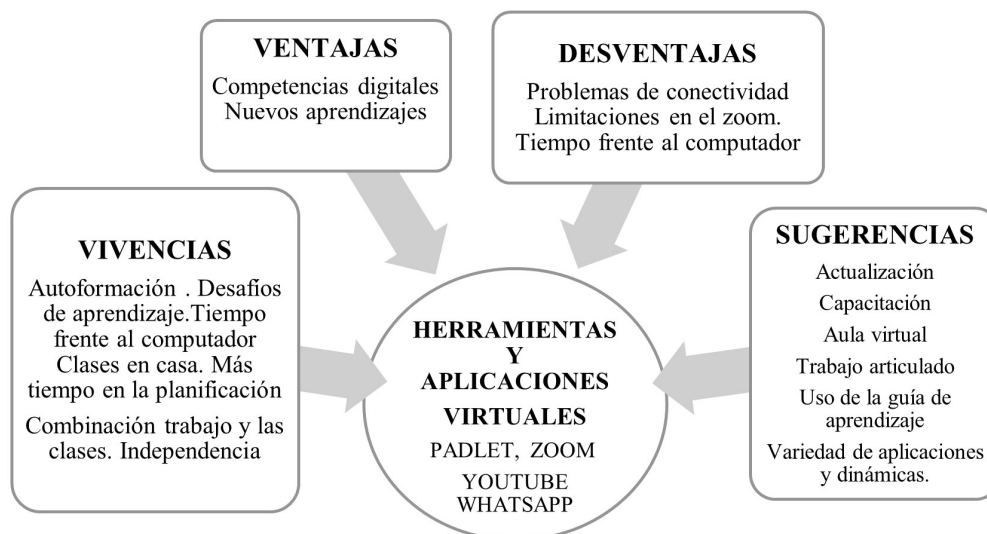 VENTAJAS
Competencias digitales
Nuevos aprendizajes
DESVENTAJAS
Problemas de conectividad
Limitaciones en el zoom.
Tiempo frente al computador
VIVENCIAS
Autoformación . Desafíos
de aprendizaje.Tiempo
frente al computador
Clases en casa. Más
tiempo en la planificación
Combinación trabajo y las
clases. Independencia
HERRAMIENTAS
Y
APLICACIONES
VIRTUALES
PADLET, ZOOM
YOUTUBE
WHATSAPP
SUGERENCIAS
Actualización
Capacitación
Aula virtual
Trabajo articulado
Uso de la guía de
aprendizaje
Variedad de aplicaciones
y dinámicas.